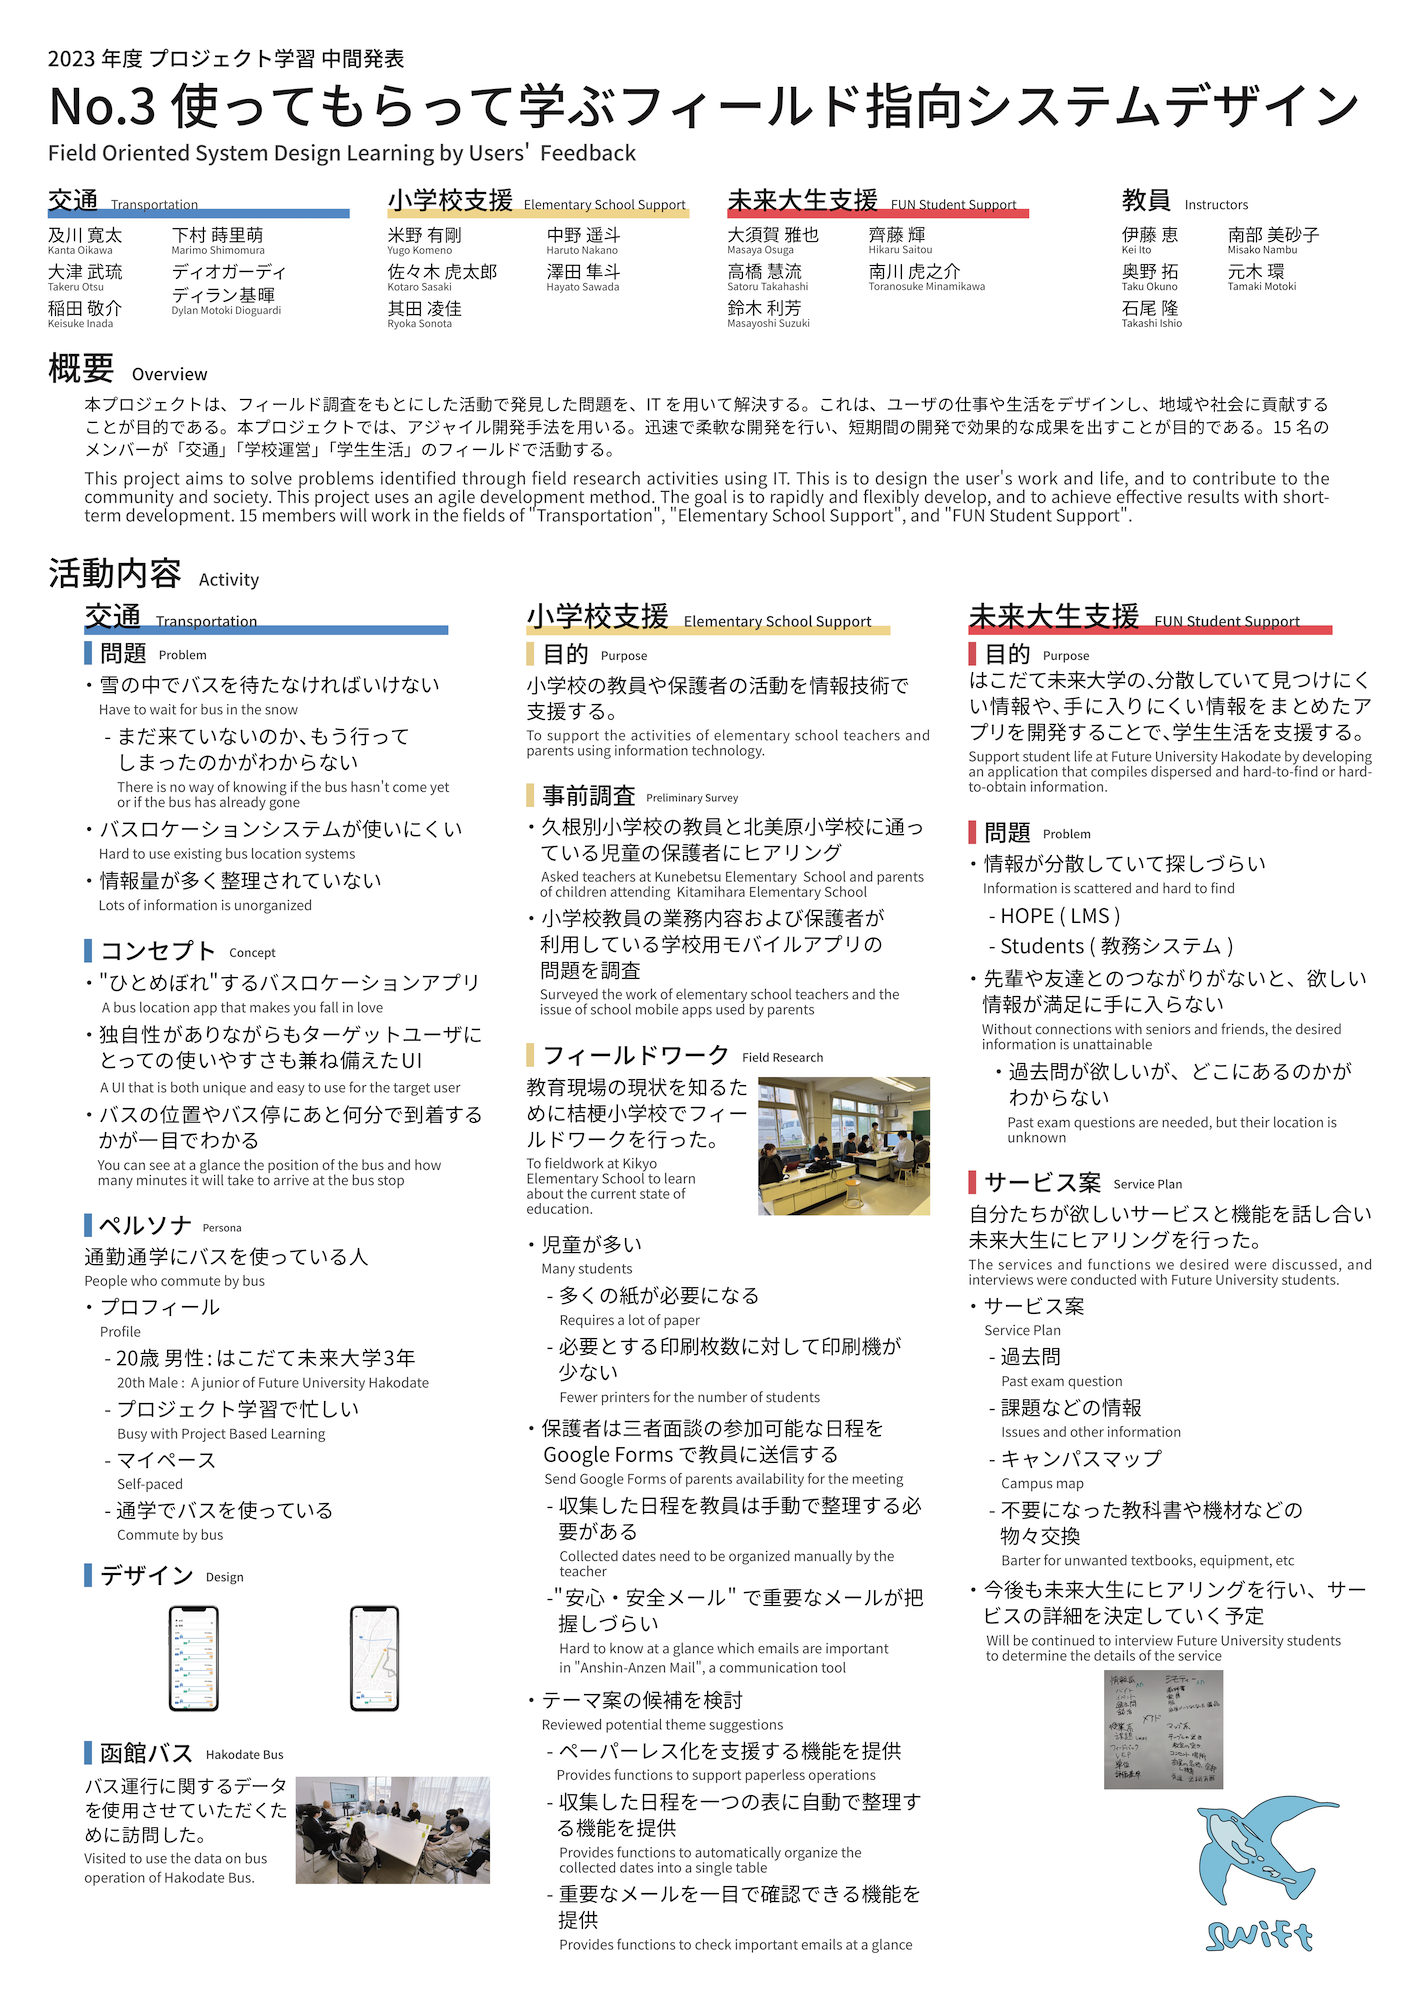 2023 年度 プロジェクト学習 中間発表
No.3 使ってもらって学ぶフィールド指向システムデザイン
Field Oriented System Design Learning by Users' Feedback
交通 Transportation
及川 寛太
Kanta Oikawa
大津 武琉
Takeru Otsu
稲田 敬介
Keisuke Inada
下村 蒔里萌
Marimo Shimomura
ディオガーディ
ディラン基暉
Dylan Motoki Dioguardi
小学校支援 Elementary School Support
米野 有剛
Yugo Komeno
佐々木 虎太郎
Kotaro Sasaki
其田 凌佳
Ryoka Sonota
中野 遥斗
Haruto Nakano
澤田 隼斗
Hayato Sawada
未来大生支援 FUN Student Support
大須賀 雅也
Masaya Osuga
高橋 慧流
Satoru Takahashi
鈴木 利芳
Masayoshi Suzuki
齊藤 輝
Hikaru Saitou
南川 虎之介
Toranosuke Minamikawa
教員 Instructors
伊藤 恵
Kei Ito
奥野 拓
Taku Okuno
石尾 隆
Takashi Ishio
南部 美砂子
Misako Nambu
元木 環
Tamaki Motoki
概要 Overview
本プロジェクトは、フィールド調査をもとにした活動で発見した問題を、IT を用いて解決する。これは、ユーザの仕事や生活をデザインし、地域や社会に貢献する
ことが目的である。本プロジェクトでは、アジャイル開発手法を用いる。迅速で柔軟な開発を行い、短期間の開発で効果的な成果を出すことが目的である。15 名の
メンバーが「交通」「学校運営」「学生生活」のフィールドで活動する。
This project aims to solve problems identified through field research activities using IT. This is to design the user's work and life, and to contribute to the
community and society. This project uses an agile development method. The goal is to rapidly and flexibly develop, and to achieve effective results with short-
term development. 15 members will work in the fields of "Transportation", "Elementary School Support", and "FUN Student Support".
活動内容 Activity
交通 Transportation
問題 Problem
・雪の中でバスを待たなければいけない
Have to wait for bus in the snow
- まだ来ていないのか、もう行って
しまったのかがわからない
There is no way of knowing if the bus hasn't come yet
or if the bus has already gone
・バスロケーションシステムが使いにくい
Hard to use existing bus location systems
・情報量が多く整理されていない
Lots of information is unorganized
コンセプト Concept
・"ひとめぼれ"するバスロケーションアプリ
A bus location app that makes you fall in love
・独自性がありながらもターゲットユーザに
とっての使いやすさも兼ね備えたUI
A UI that is both unique and easy to use for the target user
・バスの位置やバス停にあと何分で到着する
かが一目でわかる
You can see at a glance the position of the bus and how
many minutes it will take to arrive at the bus stop
ペルソナ Persona
通勤通学にバスを使っている人
People who commute by bus
・プロフィール
Profile
- 20歳 男性 : はこだて未来大学3年
20th Male : A junior of Future University Hakodate
- プロジェクト学習で忙しい
Busy with Project Based Learning
- マイペース
Self-paced
- 通学でバスを使っている
Commute by bus
デザイン Design
函館バス Hakodate Bus
バス運行に関するデータ
を使用させていただくた
めに訪問した。
Visited to use the data on bus
operation of Hakodate Bus.
小学校支援 Elementary School Support
目的 Purpose
小学校の教員や保護者の活動を情報技術で
支援する。
To support the activities of elementary school teachers and
parents using information technology.
事前調査 Preliminary Survey
・久根別小学校の教員と北美原小学校に通っ
ている児童の保護者にヒアリング
Asked teachers at Kunebetsu Elementary School and parents
of children attending Kitamihara Elementary School
・小学校教員の業務内容および保護者が
利用している学校用モバイルアプリの
問題を調査
Surveyed the work of elementary school teachers and the
issue of school mobile apps used by parents
フィールドワーク Field Research
教育現場の現状を知るた
めに桔梗小学校でフィー
ルドワークを行った。
To fieldwork at Kikyo
Elementary School to learn
about the current state of
education.
・児童が多い
Many students
- 多くの紙が必要になる
Requires a lot of paper
- 必要とする印刷枚数に対して印刷機が
少ない
Fewer printers for the number of students
・保護者は三者面談の参加可能な日程を
Google Forms で教員に送信する
Send Google Forms of parents availability for the meeting
- 収集した日程を教員は手動で整理する必
要がある
Collected dates need to be organized manually by the
teacher
-"安心・安全メール" で重要なメールが把
握しづらい
Hard to know at a glance which emails are important
in "Anshin-Anzen Mail", a communication tool
・テーマ案の候補を検討
Reviewed potential theme suggestions
- ペーパーレス化を支援する機能を提供
Provides functions to support paperless operations
- 収集した日程を一つの表に自動で整理す
る機能を提供
Provides functions to automatically organize the
collected dates into a single table
- 重要なメールを一目で確認できる機能を
提供
Provides functions to check important emails at a glance
未来大生支援 FUN Student Support
目的 Purpose
はこだて未来大学の、分散していて見つけにく
い情報や、手に入りにくい情報をまとめたア
プリを開発することで、学生生活を支援する。
Support student life at Future University Hakodate by developing
an application that compiles dispersed and hard-to-find or hard-
to-obtain information.
問題 Problem
・情報が分散していて探しづらい
Information is scattered and hard to find
- HOPE ( LMS )
- Students ( 教務システム )
・先輩や友達とのつながりがないと、欲しい
情報が満足に手に入らない
Without connections with seniors and friends, the desired
information is unattainable
・過去問が欲しいが、どこにあるのかが
わからない
Past exam questions are needed, but their location is
unknown
サービス案 Service Plan
自分たちが欲しいサービスと機能を話し合い
未来大生にヒアリングを行った。
The services and functions we desired were discussed, and
interviews were conducted with Future University students.
・サービス案
Service Plan
- 過去問
Past exam question
- 課題などの情報
Issues and other information
- キャンパスマップ
Campus map
- 不要になった教科書や機材などの
物々交換
Barter for unwanted textbooks, equipment, etc
・今後も未来大生にヒアリングを行い、サー
ビスの詳細を決定していく予定
Will be continued to interview Future University students
to determine the details of the service
swift